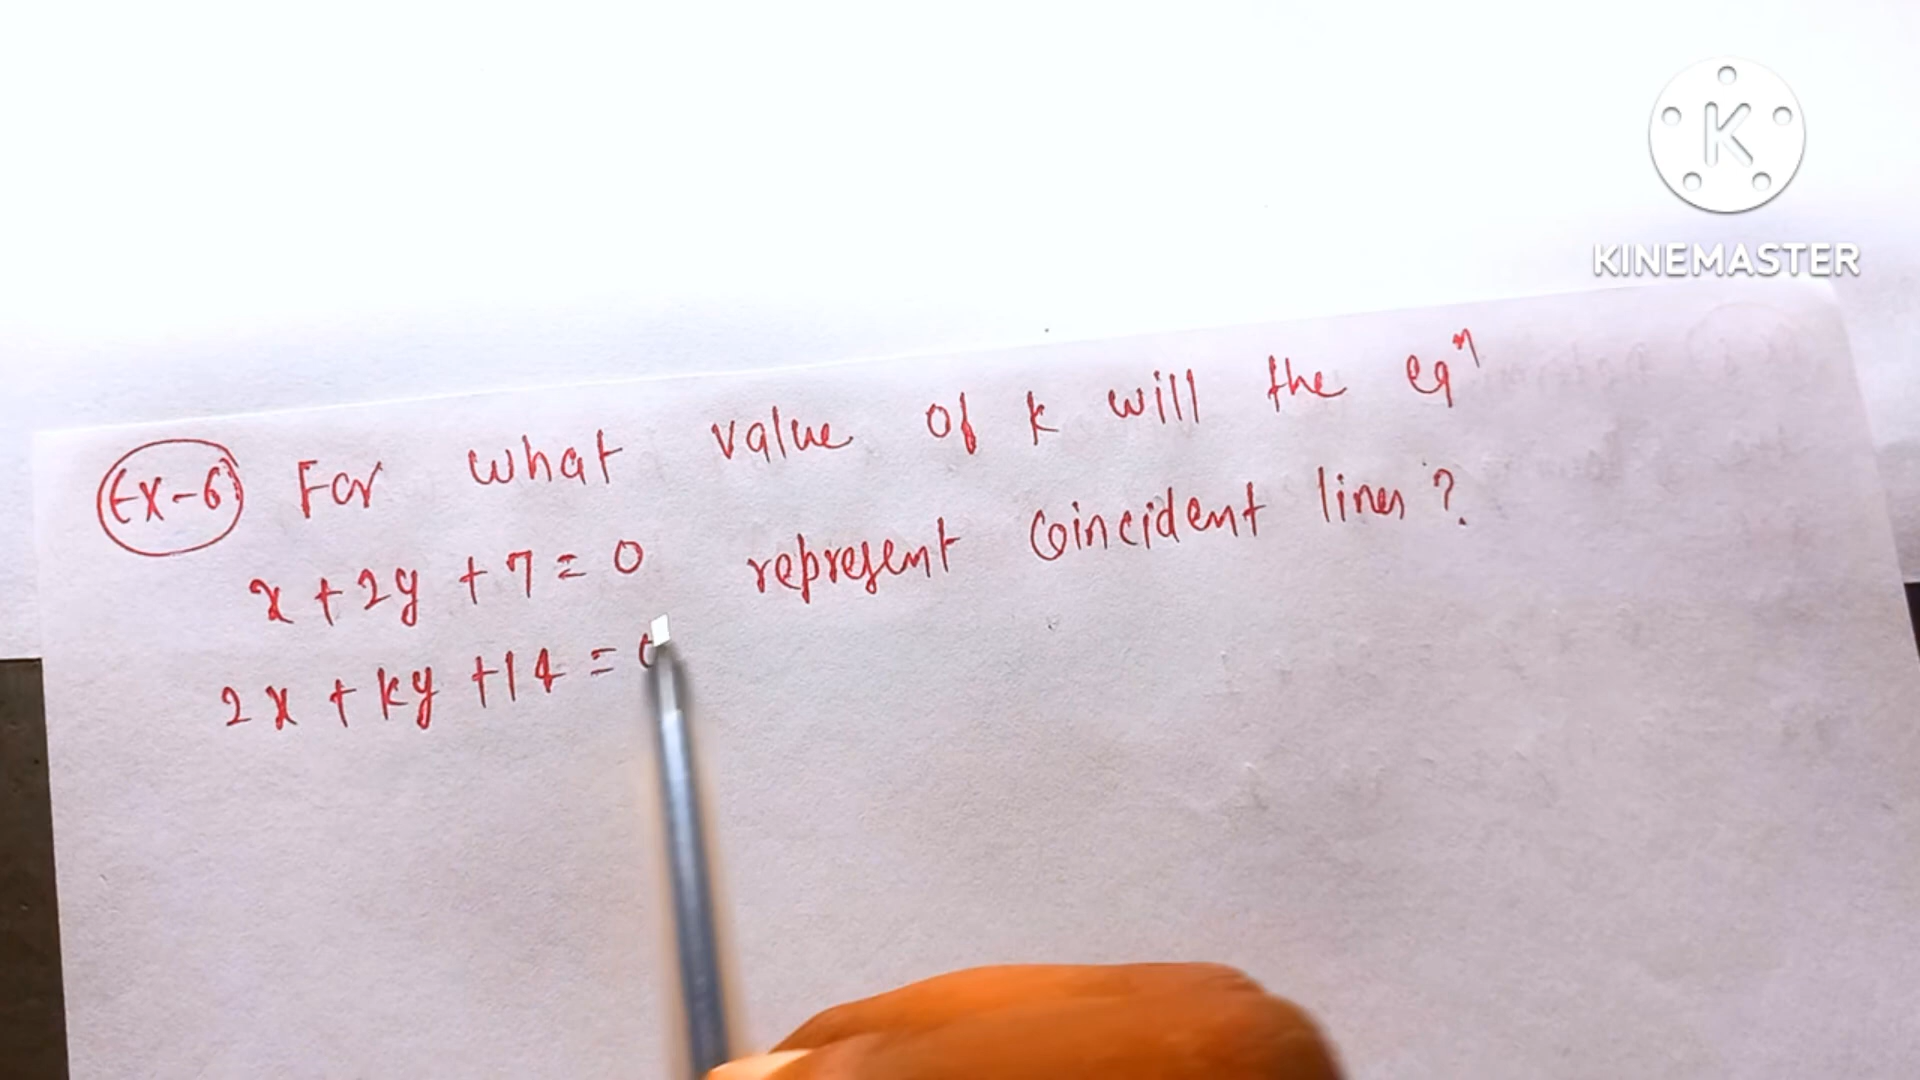 K
KINEMASTER
Ex-6 For what value of k will the eqⁿ
x + 2y + 7 = 0 represent coincident lines?
2x + ky + 14 = 0